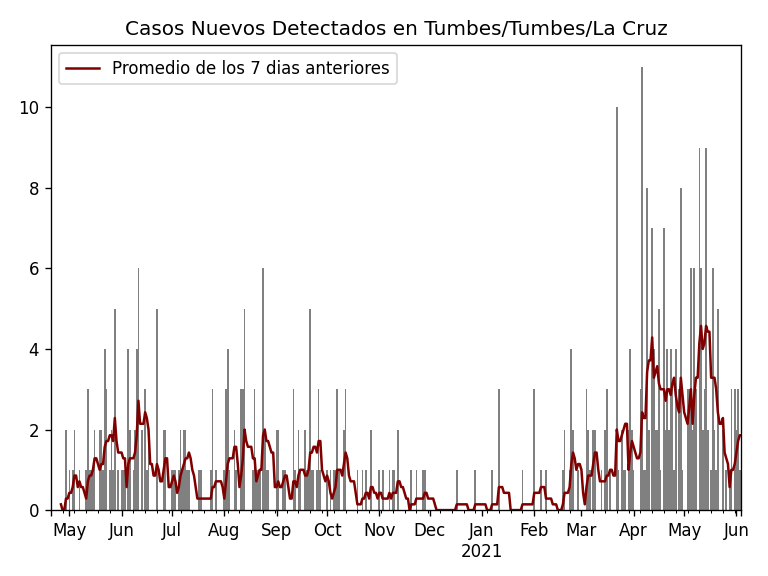 Casos Nuevos Detectados en Tumbes/Tumbes/La Cruz
Promedio de los 7 dias anteriores
10
8
6
4
2
0
May Jun Jul Aug Sep Oct Nov Dec Jan Feb Mar Apr May Jun
2021